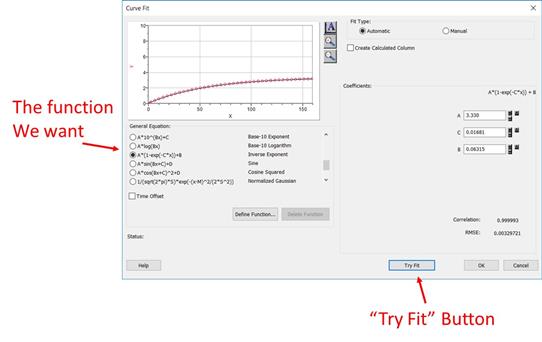 Curve Fit
10
8
6
4
2
0
0
50
100
150
X
Y
A
Fit Type:
Automatic
Manual
Create Calculated Column
Coefficients:
A*(1-exp(-C*x)) + B
A 3.330
C 0.01681
B 0.06315
Correlation: 0.999993
RMSE: 0.00329721
The function
We want
General Equation:
A*10^(Bx)+C Base-10 Exponent
A*log(Bx) Base-10 Logarithm
A*(1-exp(-C*x))+B Inverse Exponent
A*sin(Bx+C)+D Sine
A*cos(Bx+C)^2+D Cosine Squared
1/(sqrt(2*pi)*S)*exp(-(x-M)^2/(2*S^2)) Normalized Gaussian
Time Offset
Define Function...
Delete Function
Status:
Help
Try Fit
OK
Cancel
“Try Fit” Button